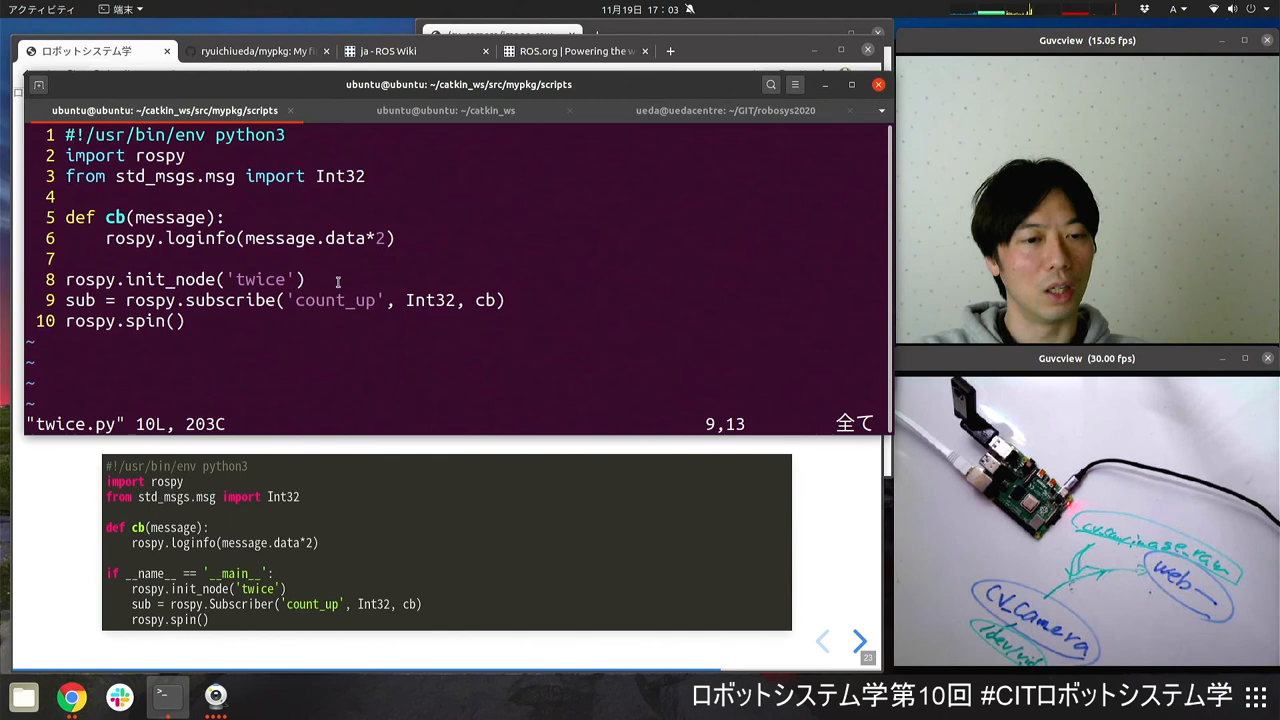 アクティビティ
端末
11月19日 17:03
A
ロボットシステム学
ryuichiueda/mypkg: My fi
ja - ROS Wiki
ROS.org | Powering the w
ubuntu@ubuntu: ~/catkin_ws/src/mypkg/scripts
ubuntu@ubuntu: ~/catkin_ws/src/mypkg/scripts
ubuntu@ubuntu: ~/catkin_ws
ueda@uedacentre: ~/GIT/robosys2020
1 #!/usr/bin/env python3
2 import rospy
3 from std_msgs.msg import Int32
4
5 def cb(message):
6 rospy.loginfo(message.data*2)
7
8 rospy.init_node('twice')
9 sub = rospy.subscribe('count_up', Int32, cb)
10 rospy.spin()
~
~
~
~
"twice.py" 10L, 203C 9,13 全て
#!/usr/bin/env python3
import rospy
from std_msgs.msg import Int32
def cb(message):
rospy.loginfo(message.data*2)
if __name__ == '__main__':
rospy.init_node('twice')
sub = rospy.Subscriber('count_up', Int32, cb)
rospy.spin()
23
Guvcview (15.05 fps)
Guvcview (30.00 fps)
web
cv_camera
ロボットシステム学第10回 #CITロボットシステム学